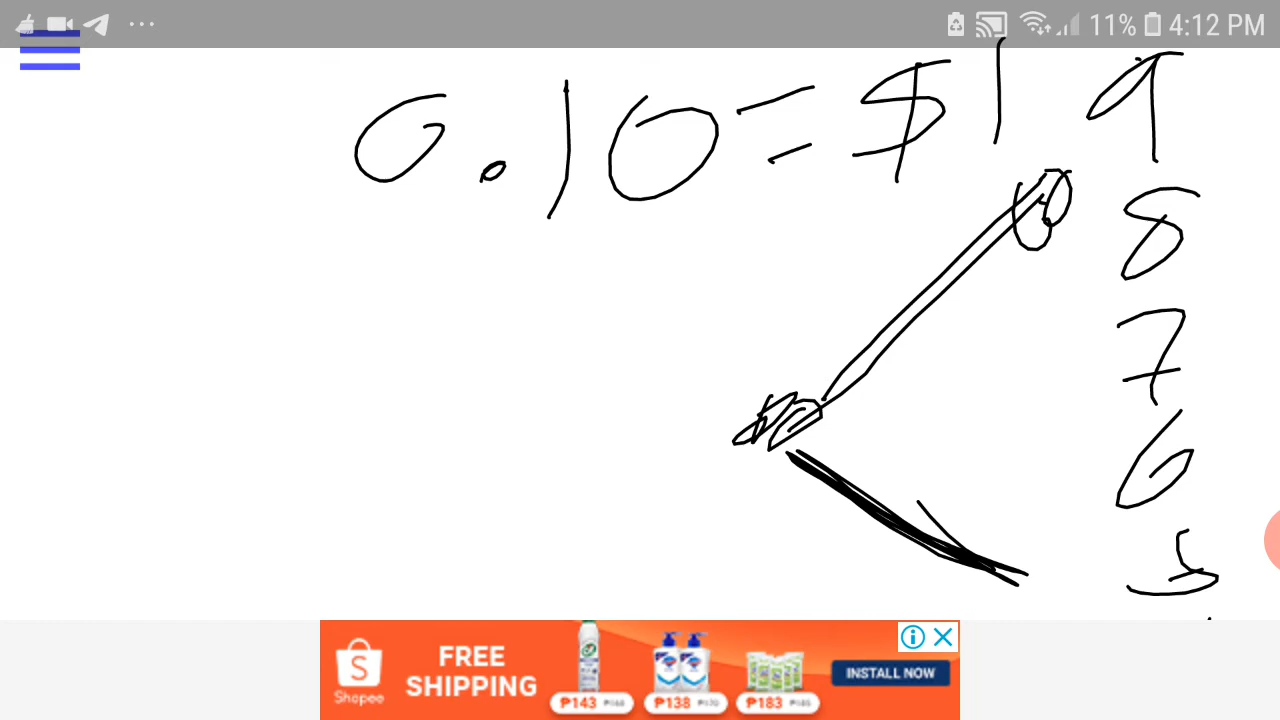 11% 4:12 PM
0.10=$1 9
8
7
6
5
S
Shopee
FREE
SHIPPING
₱143 ₱138 ₱183
INSTALL NOW